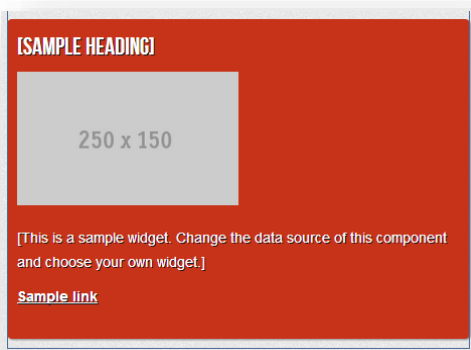 [SAMPLE HEADING]
250 x 150
[This is a sample widget. Change the data source of this component
and choose your own widget.]
Sample link